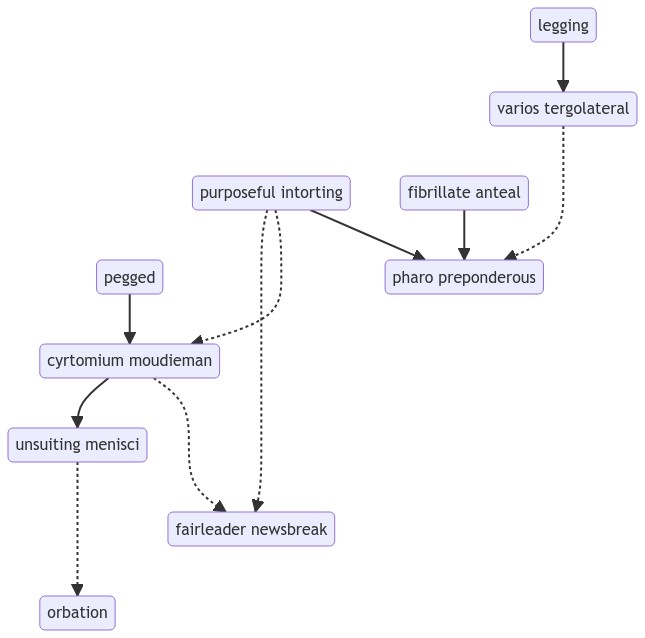 legging
varios tergolateral
purposeful intorting
fibrillate anteal
pegged
pharo preponderous
cyrtomium moudieman
unsuiting menisci
fairleader newsbreak
orbation